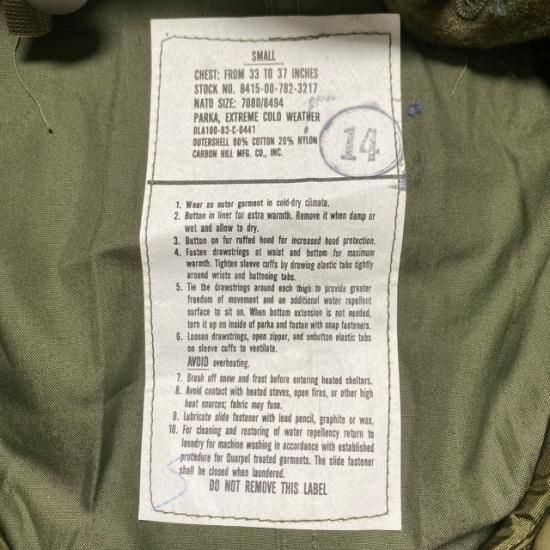 SMALL
CHEST: FROM 33 TO 37 INCHES
STOCK NO. 8415-00-782-3217
NATO SIZE: 7080/8494
PARKA, EXTREME COLD WEATHER
DLA100-83-C-0441
OUTERSHELL 80% COTTON 20% NYLON
CARBON HILL MFG. CO., INC.
14
1. Wear as outer garment in cold-dry climate.
2. Button in liner for extra warmth. Remove it when damp or
wet and allow to dry.
3. Button on fur ruffed hood for increased head protection.
4. Fasten drawstrings at waist and bottom for maximum
warmth. Tighten sleeve cuffs by drawing elastic tabs tightly
around wrists and buttoning tabs.
5. Tie the drawstrings around each thigh to provide greater
freedom of movement and an additional water repellent
surface to sit on. When bottom extension is not needed,
turn it up on inside of parka and fasten with snap fasteners.
6. Loosen drawstrings, open zipper, and unbutton elastic tabs
on sleeve cuffs to ventilate.
AVOID overheating.
7. Brush off snow and frost before entering heated shelters.
8. Avoid contact with heated stoves, open fires, or other high
heat sources; fabric may fuse.
9. Lubricate slide fastener with lead pencil, graphite or wax.
10. For cleaning and restoring of water repellency return to
laundry for machine washing in accordance with established
procedure for Quarpel treated garments. The slide fastener
shall be closed when laundered.
DO NOT REMOVE THIS LABEL